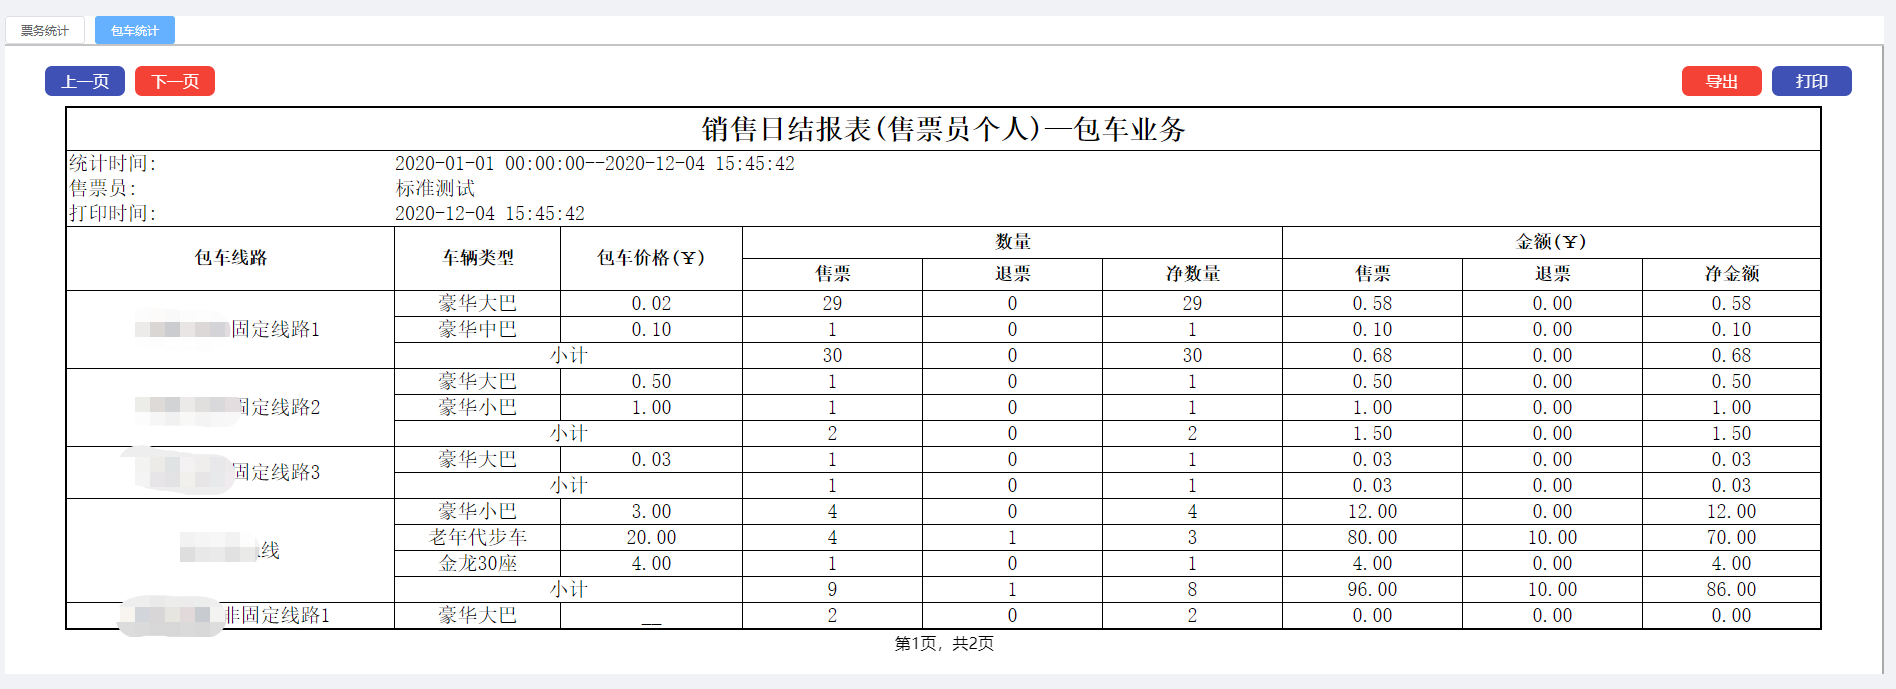 票务统计 包车统计
上一页 下一页 导出 打印
销售日结报表(售票员个人)—包车业务
统计时间: 2020-01-01 00:00:00--2020-12-04 15:45:42
售票员: 标准测试
打印时间: 2020-12-04 15:45:42
包车线路 车辆类型 包车价格(¥) 数量 金额(¥)
售票 退票 净数量 售票 退票 净金额
豪华大巴 0.02 29 0 29 0.58 0.00 0.58
固定线路1 豪华中巴 0.10 1 0 1 0.10 0.00 0.10
小计 30 0 30 0.68 0.00 0.68
豪华大巴 0.50 1 0 1 0.50 0.00 0.50
固定线路2 豪华小巴 1.00 1 0 1 1.00 0.00 1.00
小计 2 0 2 1.50 0.00 1.50
豪华大巴 0.03 1 0 1 0.03 0.00 0.03
固定线路3
小计 1 0 1 0.03 0.00 0.03
豪华小巴 3.00 4 0 4 12.00 0.00 12.00
老年代步车 20.00 4 1 3 80.00 10.00 70.00
线
金龙30座 4.00 1 0 1 4.00 0.00 4.00
小计 9 1 8 96.00 10.00 86.00
非固定线路1 豪华大巴 __ 2 0 2 0.00 0.00 0.00
第1页，共2页